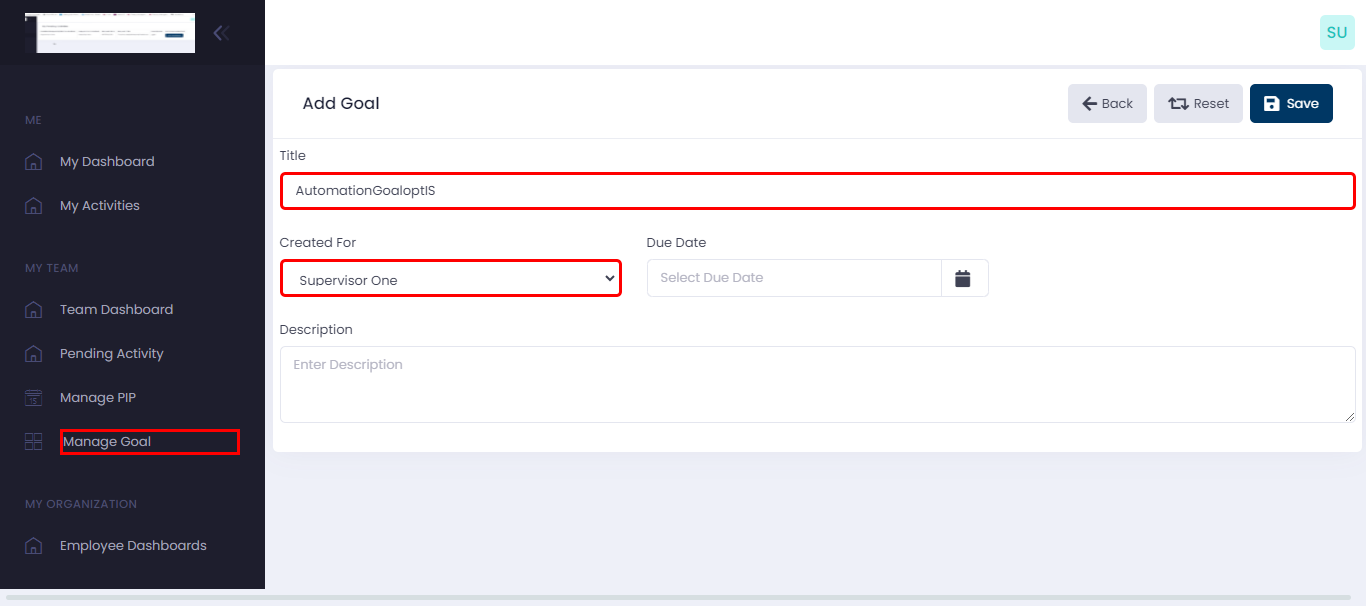 SU
ME
My Dashboard
My Activities
MY TEAM
Team Dashboard
Pending Activity
Manage PIP
15
Manage Goal
MY ORGANIZATION
Employee Dashboards
Add Goal
Back
Reset
Save
Title
AutomationGoaloptIS
Created For
Due Date
Supervisor One
Select Due Date
Description
Enter Description